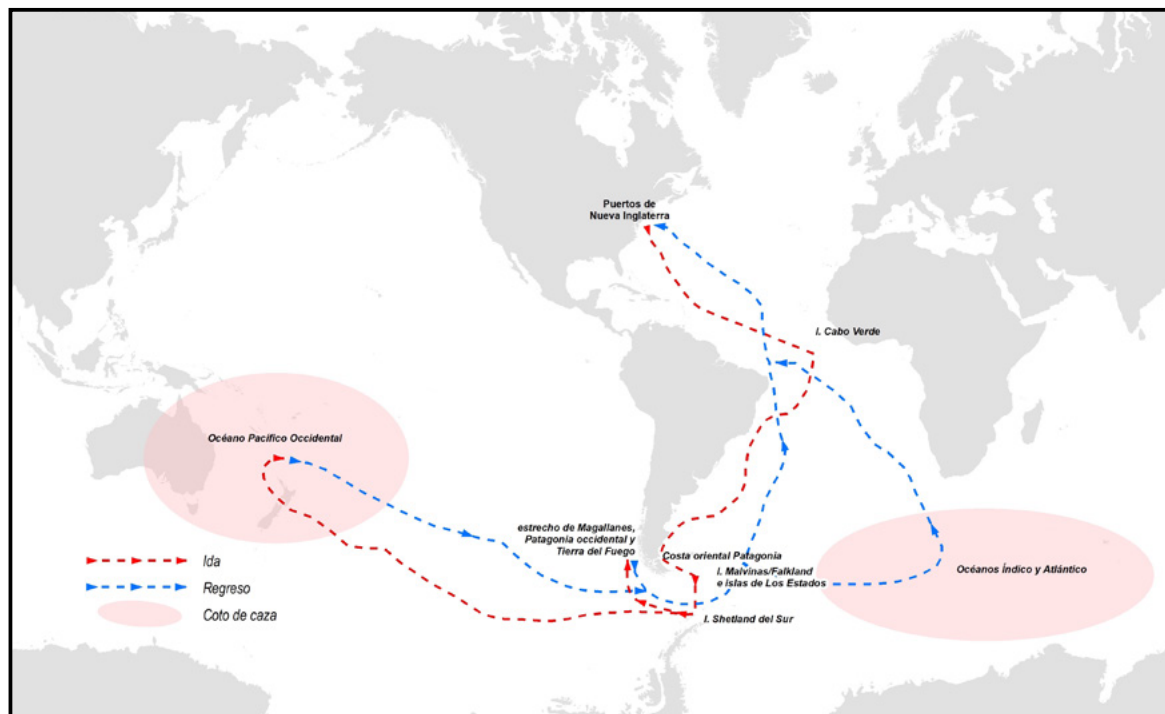 Puertos de
Nueva Inglaterra
I. Cabo Verde
Océano Pacífico Occidental
estrecho de Magallanes,
Patagonia occidental y
Tierra del Fuego
Costa oriental Patagonía
I. Malvinas/Falkland
e islas de Los Estados
Océanos Índico y Atlántico
I. Shetland del Sur
Ida
Regreso
Coto de caza